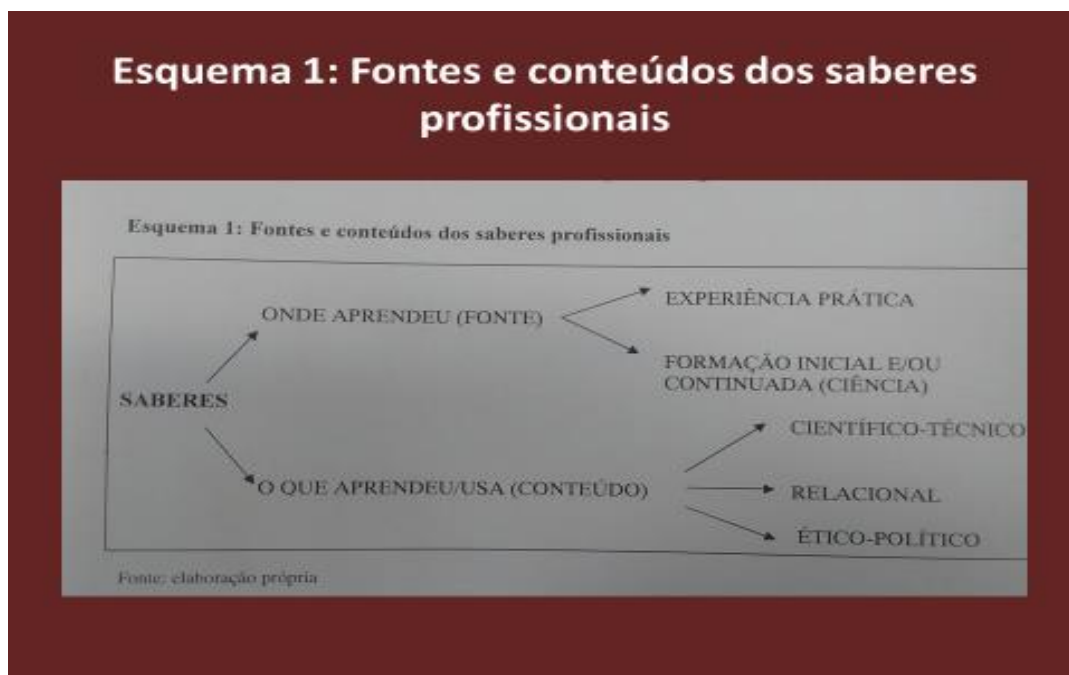 Esquema 1: Fontes e conteúdos dos saberes
profissionais
Esquema 1: Fontes e conteúdos dos saberes profissionais
EXPERIÊNCIA PRÁTICA
ONDE APRENDEU (FONTE)
FORMAÇÃO INICIAL E/OU
CONTINUADA (CIÊNCIA)
SABERES
CIENTÍFICO-TÉCNICO
O QUE APRENDEU/USA (CONTEÚDO)
RELACIONAL
ÉTICO-POLÍTICO
Fonte: elaboração própria